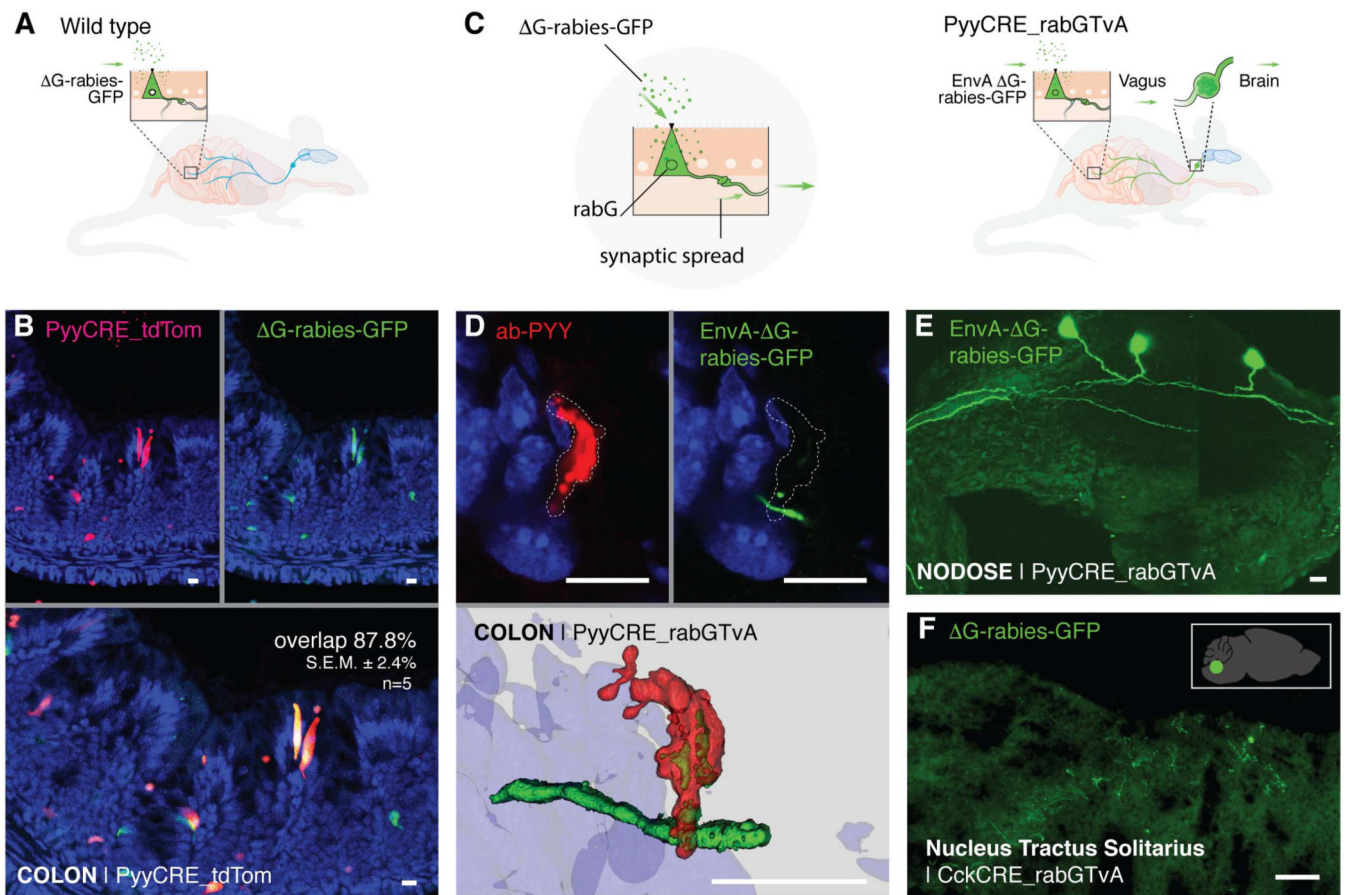 A Wild type
ΔG-rabies-
GFP
C
ΔG-rabies-GFP
rabG
synaptic spread
PyyCRE_rabGTvA
EnvA ΔG-
rabies-GFP
Vagus
Brain
B PyyCRE_tdTom
ΔG-rabies-GFP
overlap 87.8%
S.E.M. ± 2.4%
n=5
COLON | PyyCRE_tdTom
D ab-PYY
EnvA-ΔG-
rabies-GFP
COLON | PyyCRE_rabGTvA
E EnvA-ΔG-
rabies-GFP
NODOSE | PyyCRE_rabGTvA
F ΔG-rabies-GFP
Nucleus Tractus Solitarius
| CckCRE_rabGTvA